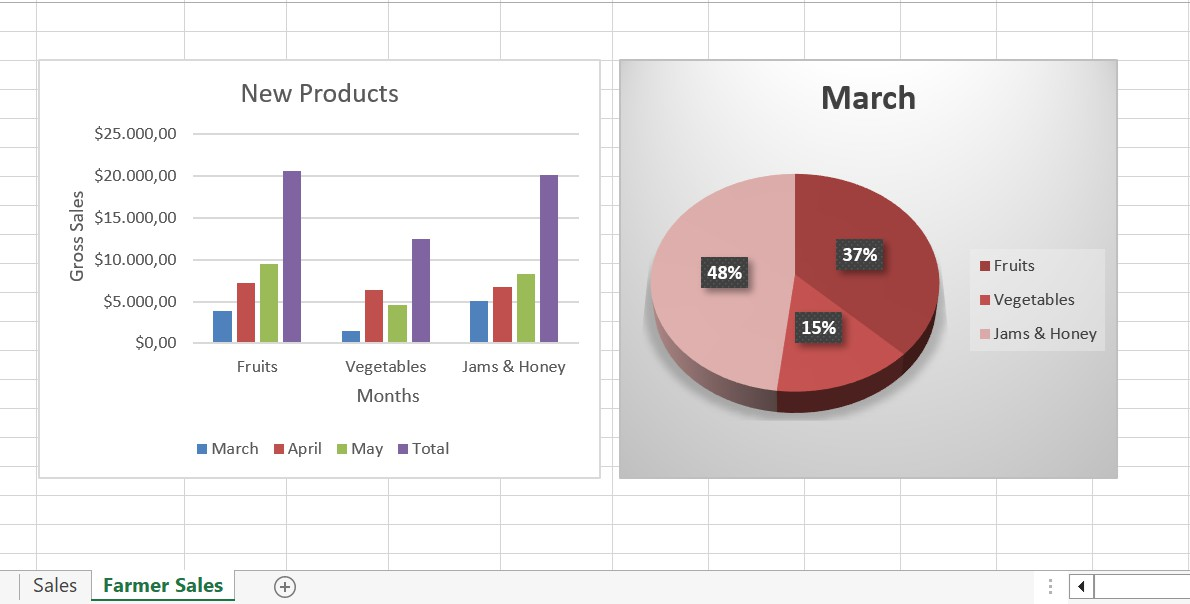 New Products
$25.000,00
$20.000,00
$15.000,00
$10.000,00
$5.000,00
$0,00
Gross Sales
Fruits Vegetables Jams & Honey
Months
March April May Total
March
37%
48%
15%
Fruits
Vegetables
Jams & Honey
Sales Farmer Sales